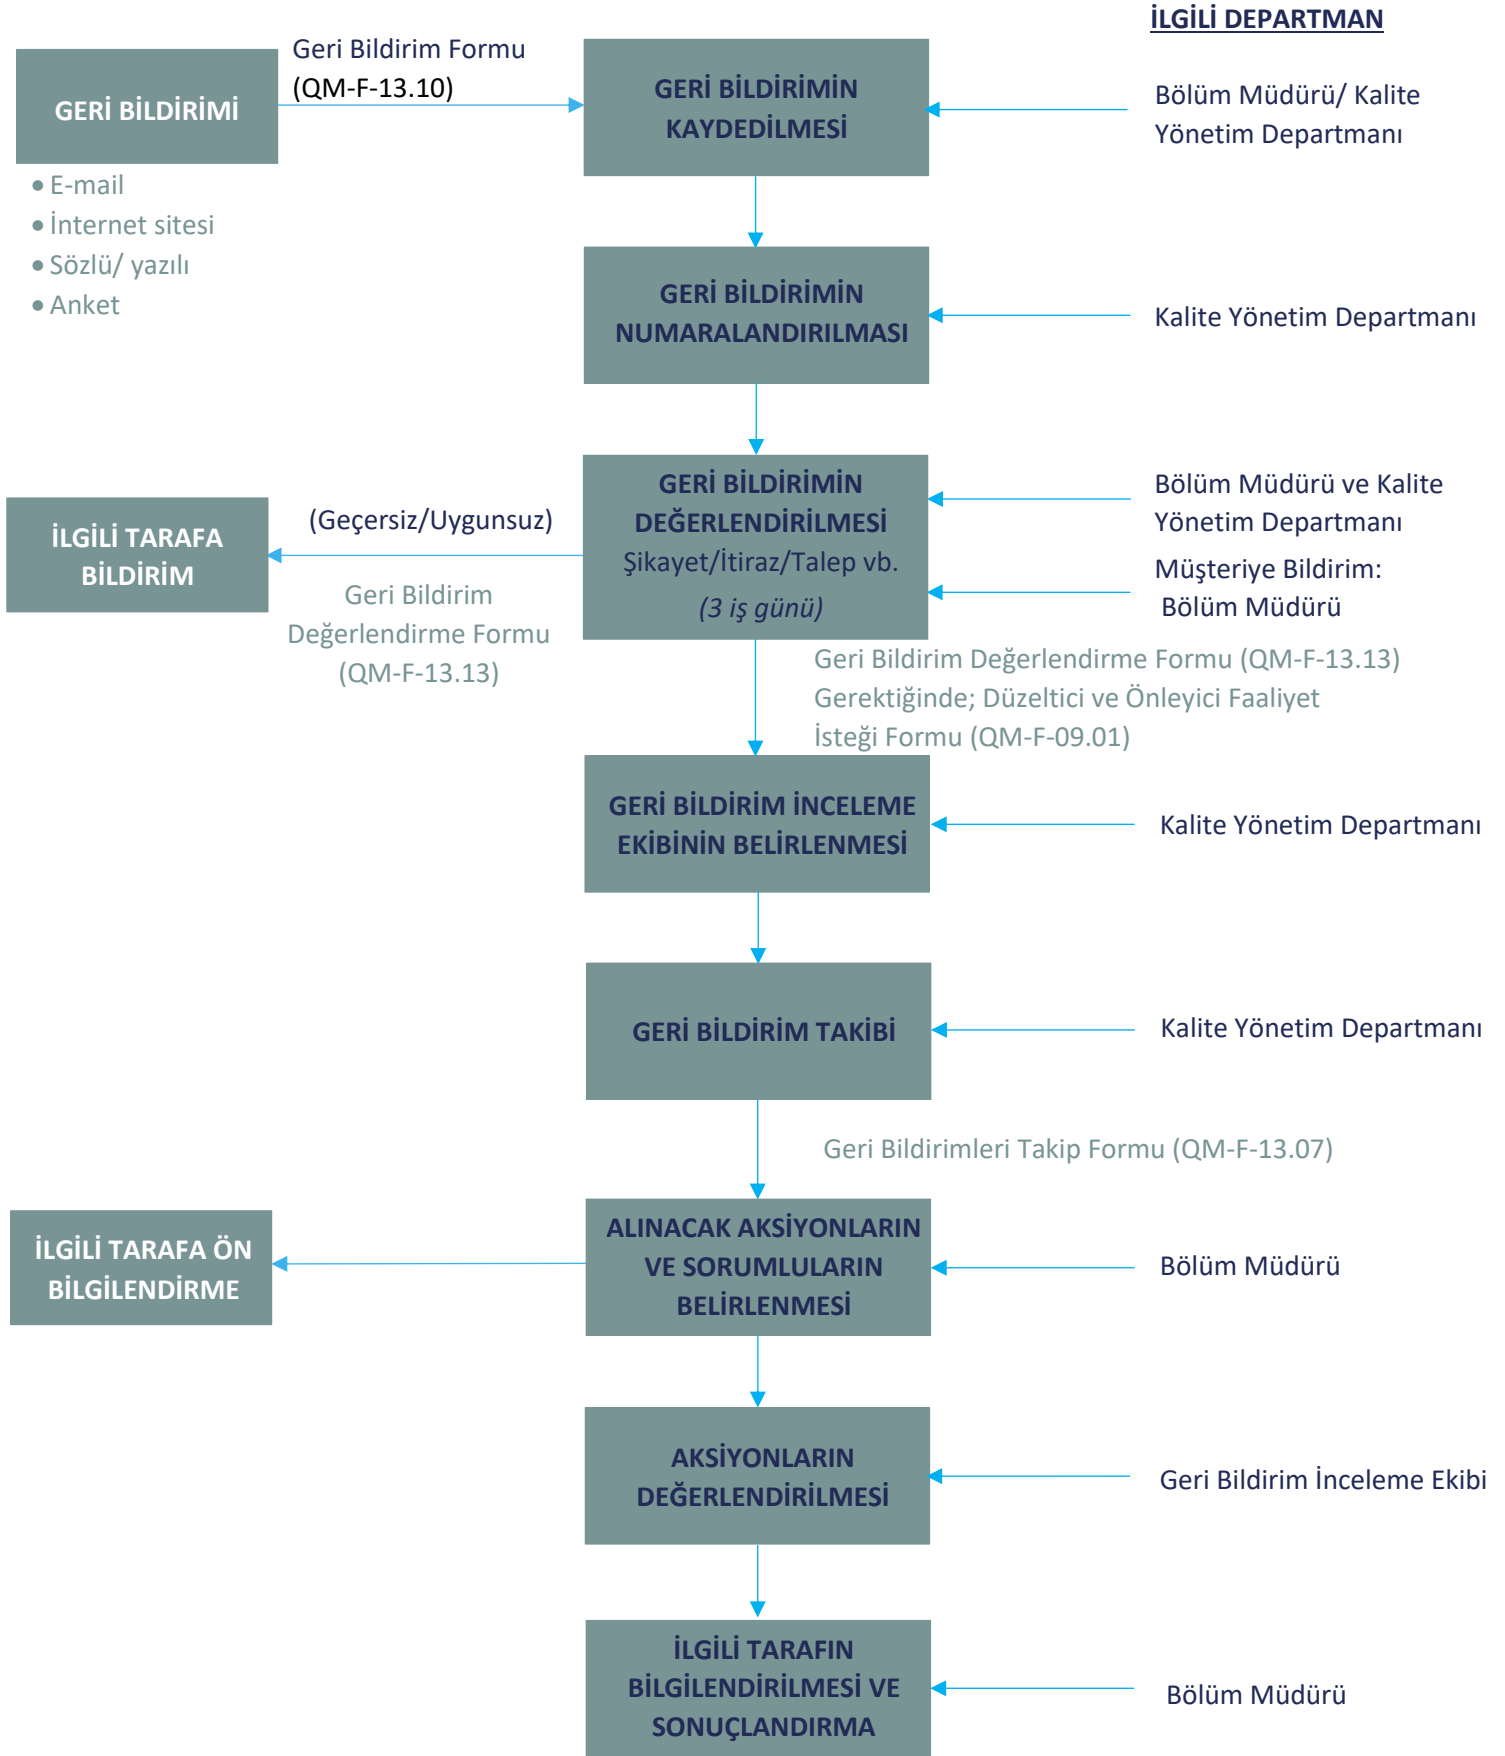 İLGİLİ DEPARTMAN
GERİ BİLDİRİMİ
Geri Bildirim Formu
(QM-F-13.10)
GERİ BİLDİRİMİN
KAYDEDİLMESİ
Bölüm Müdürü/ Kalite
Yönetim Departmanı
• E-mail
• İnternet sitesi
• Sözlü/ yazılı
• Anket
GERİ BİLDİRİMİN
NUMARALANDIRILMASI
Kalite Yönetim Departmanı
GERİ BİLDİRİMİN
DEĞERLENDİRİLMESİ
Şikayet/İtiraz/Talep vb.
(3 iş günü)
Bölüm Müdürü ve Kalite
Yönetim Departmanı
Müşteriye Bildirim:
Bölüm Müdürü
(Geçersiz/Uygunsuz)
İLGİLİ TARAFA
BİLDİRİM
Geri Bildirim
Değerlendirme Formu
(QM-F-13.13)
Geri Bildirim Değerlendirme Formu (QM-F-13.13)
Gerektiğinde; Düzeltici ve Önleyici Faaliyet
İsteği Formu (QM-F-09.01)
GERİ BİLDİRİM İNCELEME
EKİBİNİN BELİRLENMESİ
Kalite Yönetim Departmanı
GERİ BİLDİRİM TAKİBİ
Kalite Yönetim Departmanı
Geri Bildirimleri Takip Formu (QM-F-13.07)
ALINACAK AKSİYONLARIN
VE SORUMLULARIN
BELİRLENMESİ
Bölüm Müdürü
İLGİLİ TARAFA ÖN
BİLGİLENDİRME
AKSİYONLARIN
DEĞERLENDİRİLMESİ
Geri Bildirim İnceleme Ekibi
İLGİLİ TARAFIN
BİLGİLENDİRİLMESİ VE
SONUÇLANDIRMA
Bölüm Müdürü